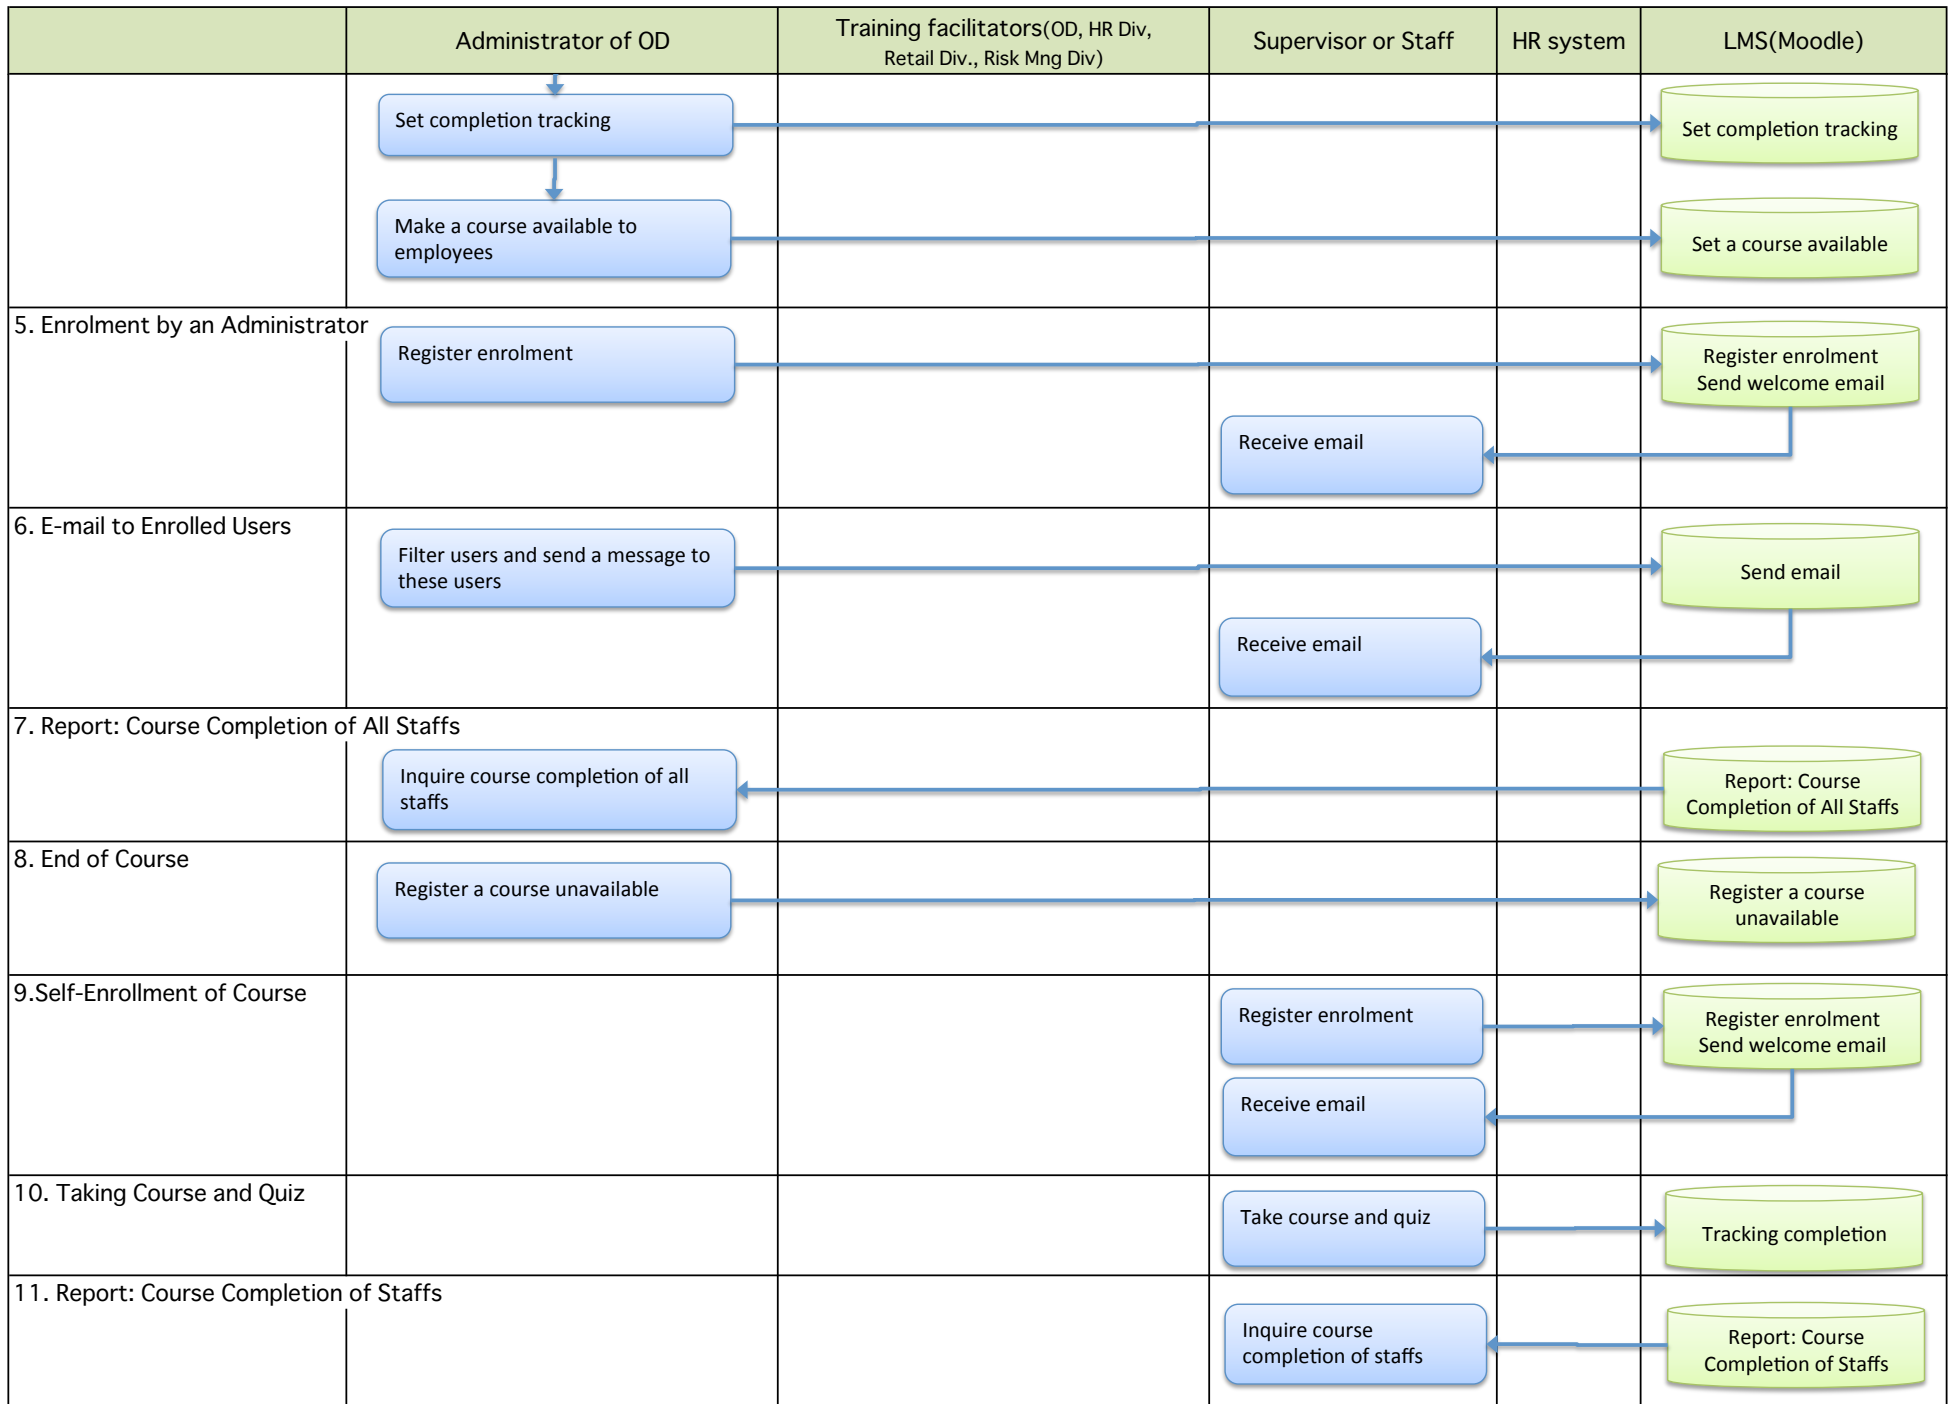 Administrator of OD
Training facilitators(OD, HR Div,
Retail Div., Risk Mng Div)
Supervisor or Staff
HR system
LMS(Moodle)
Set completion tracking
Set completion tracking
Make a course available to
employees
Set a course available
5. Enrolment by an Administrator
Register enrolment
Register enrolment
Send welcome email
Receive email
6. E-mail to Enrolled Users
Filter users and send a message to
these users
Send email
Receive email
7. Report: Course Completion of All Staffs
Inquire course completion of all
staffs
Report: Course
Completion of All Staffs
8. End of Course
Register a course unavailable
Register a course
unavailable
9.Self-Enrollment of Course
Register enrolment
Register enrolment
Send welcome email
Receive email
10. Taking Course and Quiz
Take course and quiz
Tracking completion
11. Report: Course Completion of Staffs
Inquire course
completion of staffs
Report: Course
Completion of Staffs